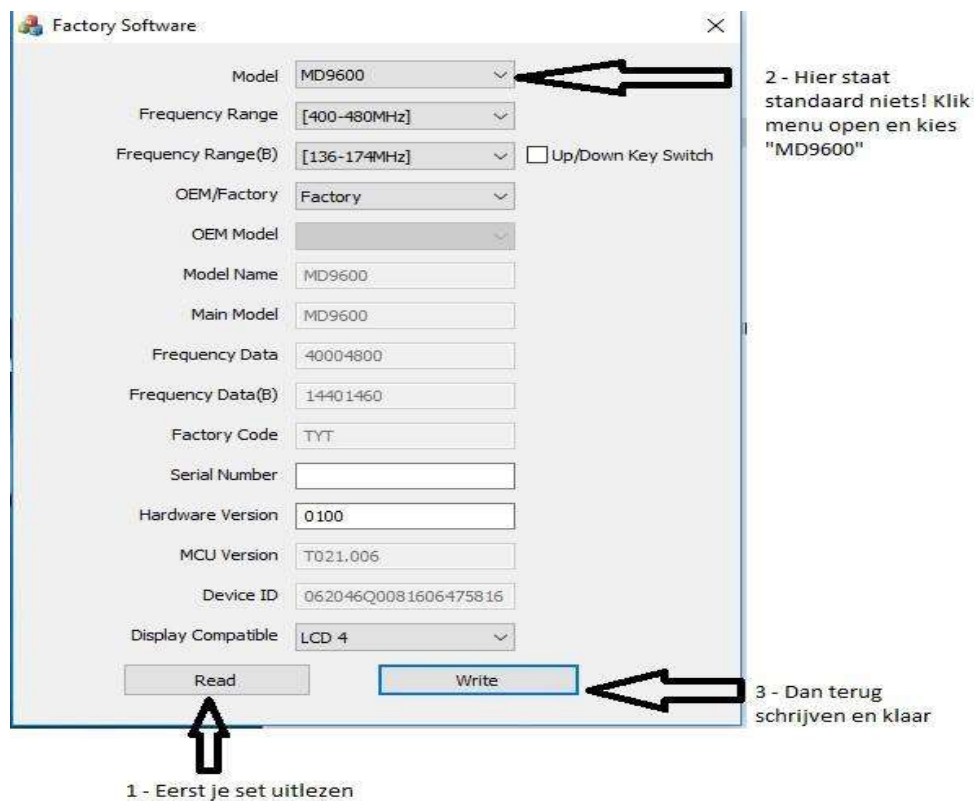 Factory Software
Model MD9600
2 - Hier staat
standaard niets! Klik
menu open en kies
"MD9600"
Frequency Range [400-480MHz]
Frequency Range(B) [136-174MHz] Up/Down Key Switch
OEM/Factory Factory
OEM Model
Model Name MD9600
Main Model MD9600
Frequency Data 40004800
Frequency Data(B) 14401460
Factory Code TYT
Serial Number
Hardware Version 0100
MCU Version T021.006
Device ID 062046Q0081606475816
Display Compatible LCD 4
Read Write
3 - Dan terug
schrijven en klaar
1 - Eerst je set uitlezen